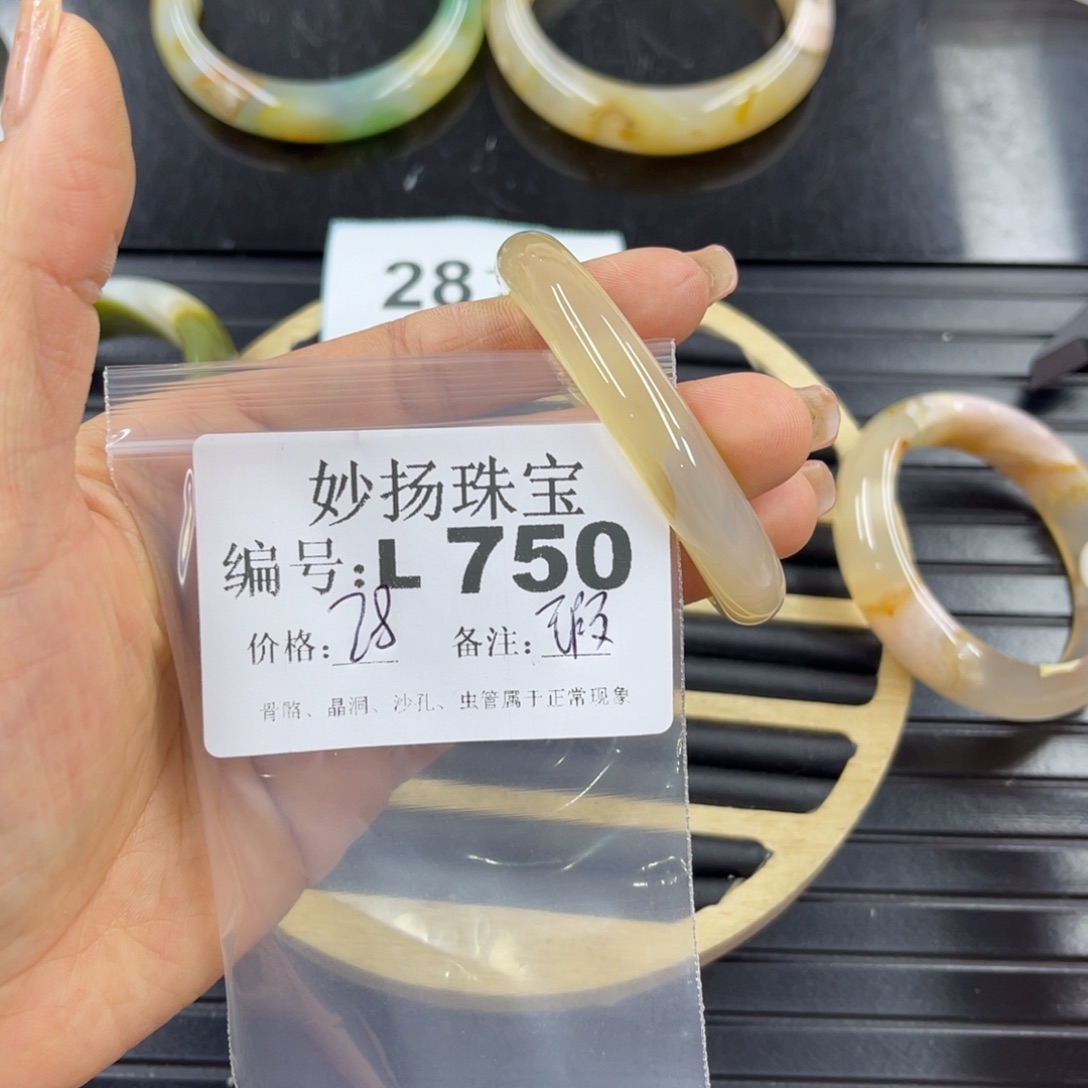 28
妙扬珠宝
编号:L 750
价格:28 备注:瑕
骨骼、晶洞、沙孔、虫管属于正常现象